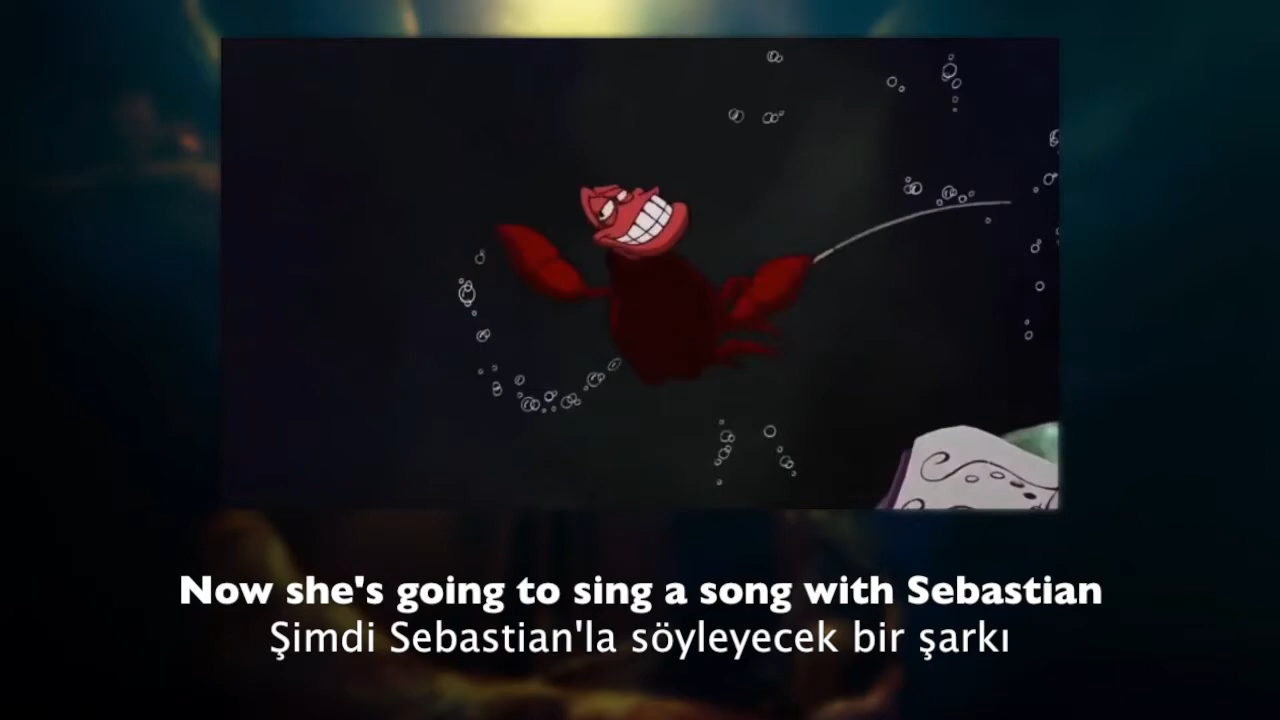 Now she's going to sing a song with Sebastian
Şimdi Sebastian'la söyleyecek bir şarkı